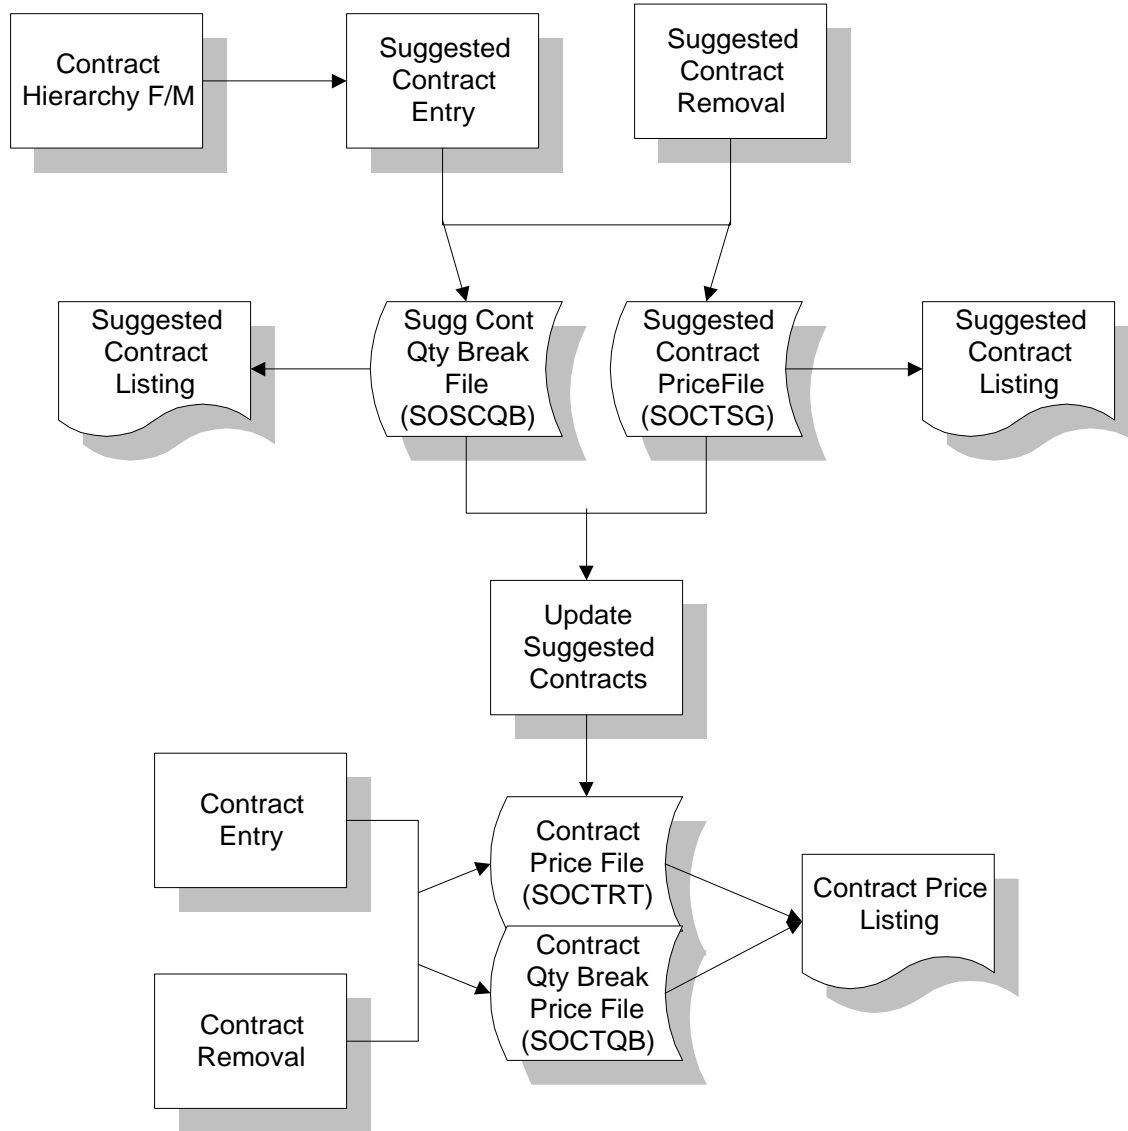 Contract
Hierarchy F/M
Suggested
Contract
Entry
Suggested
Contract
Removal
Suggested
Contract
Listing
Sugg Cont
Qty Break
File
(SOSCQB)
Suggested
Contract
PriceFile
(SOCTSG)
Suggested
Contract
Listing
Update
Suggested
Contracts
Contract
Entry
Contract
Price File
(SOCTRT)
Contract Price
Listing
Contract
Qty Break
Price File
(SOCTQB)
Contract
Removal